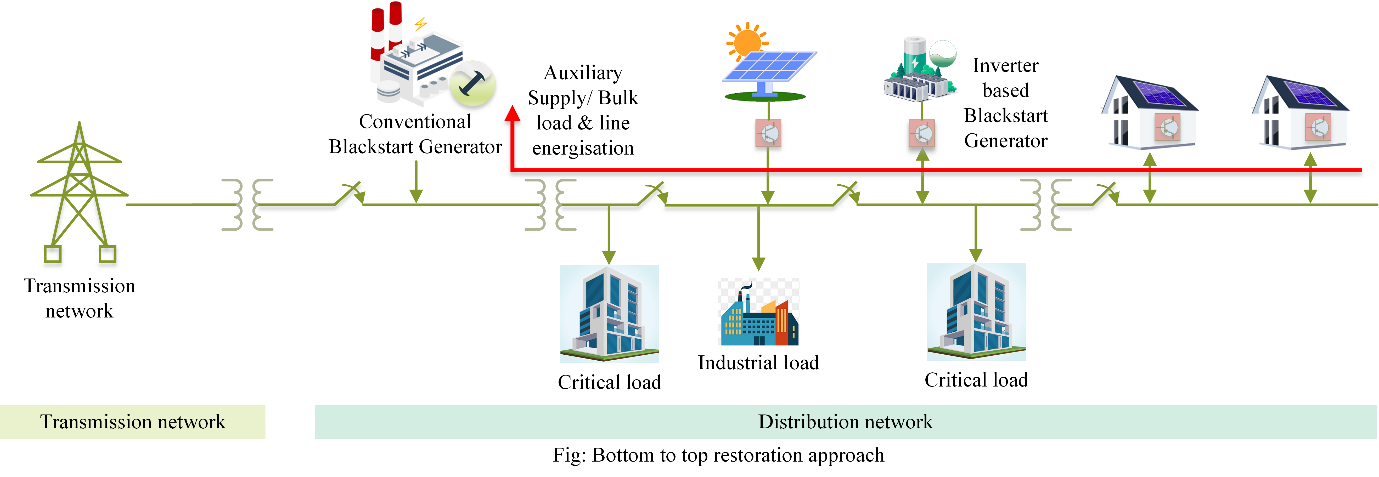 Conventional
Blackstart Generator
Auxiliary
Supply/ Bulk
load & line
energisation
Inverter
based
Blackstart
Generator
Transmission
network
Critical load
Industrial load
Critical load
Transmission network
Distribution network
Fig: Bottom to top restoration approach